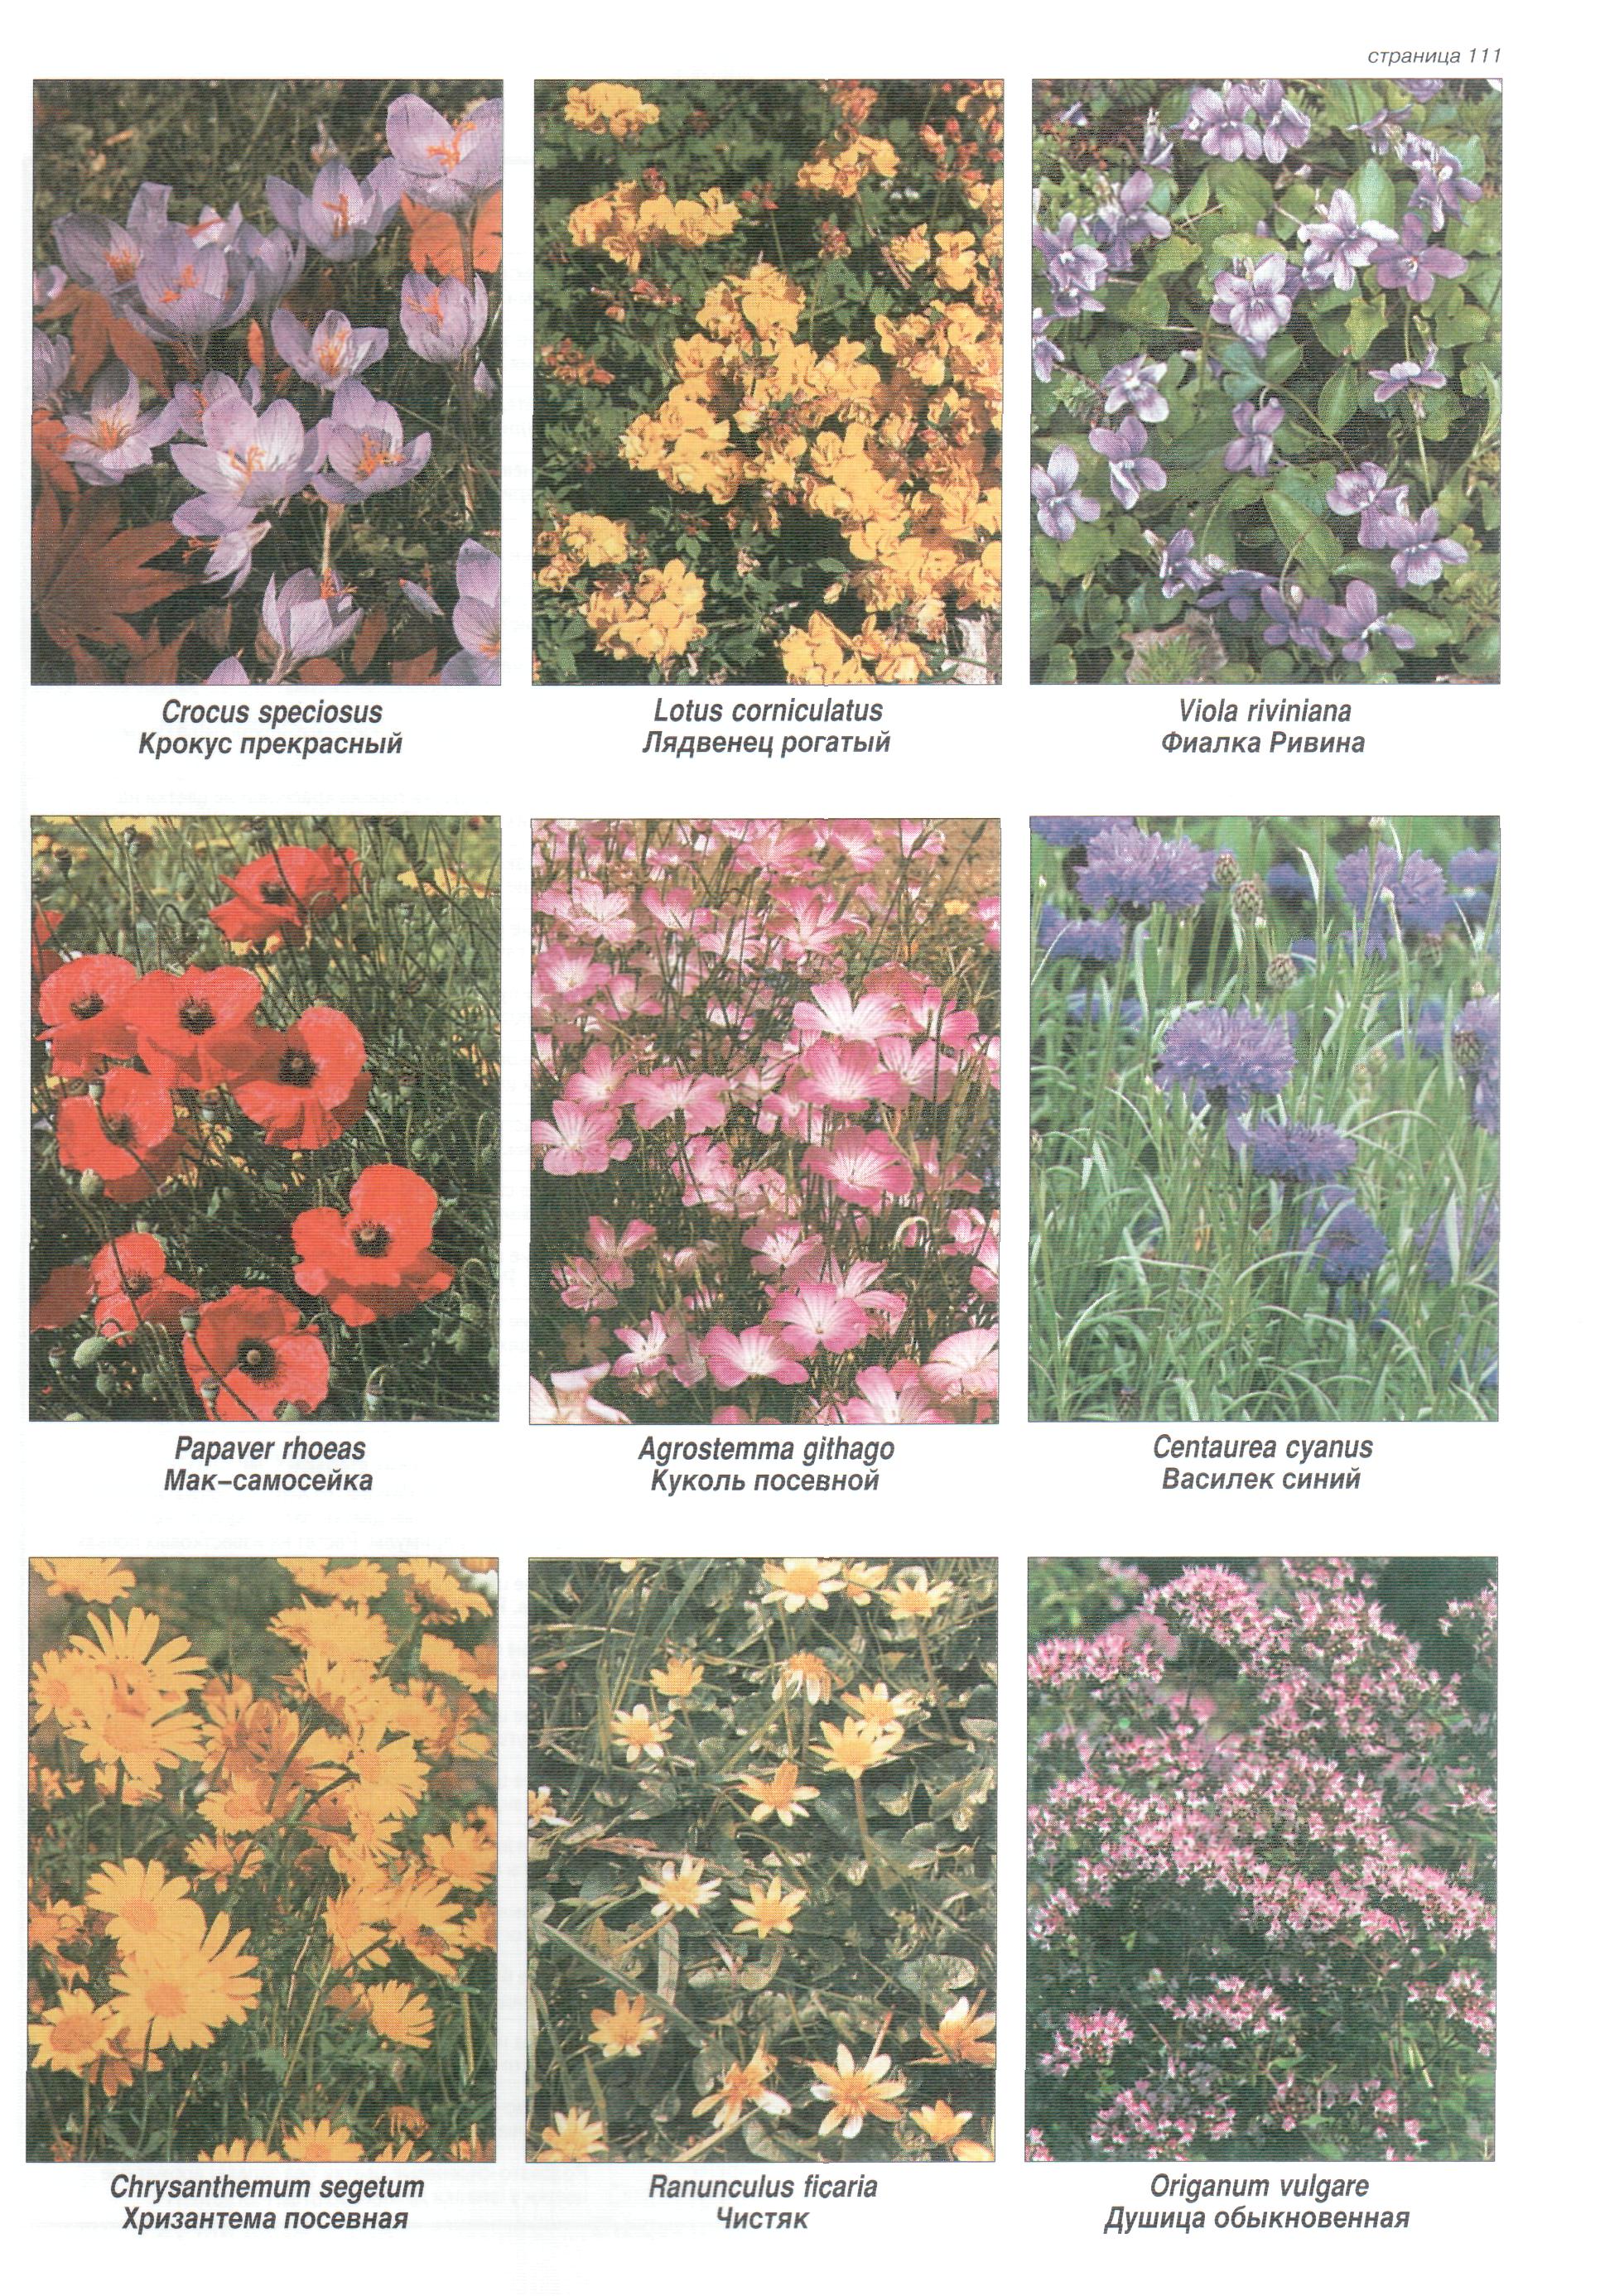 страница 111
Crocus speciosus
Крокус прекрасный
Lotus corniculatus
Лядвенец рогатый
Viola riviniana
Фиалка Ривина
Papaver rhoeas
Мак–самосейка
Agrostemma githago
Куколь посевной
Centaurea cyanus
Василек синий
Chrysanthemum segetum
Хризантема посевная
Ranunculus ficaria
Чистяк
Origanum vulgare
Душица обыкновенная